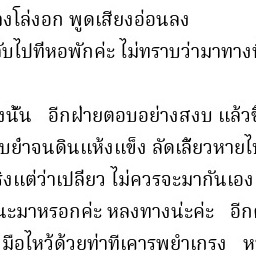 งโล่งอก พูดเสียงอ่อนลง
ับไปที่หอพักค่ะ ไม่ทราบว่ามาทางนี
งนั้น อีกฝ่ายตอบอย่างสงบ แล้วชี
บย่ำจนดินแห้งแข็ง ลัดเลี้ยวหายไป
ริงแต่ว่าเปลี่ยว ไม่ควรจะมากันเอง
นะมาหรอกค่ะ หลงทางน่ะค่ะ อีก
มือไหว้ด้วยท่าทีเคารพยำเกรง ห